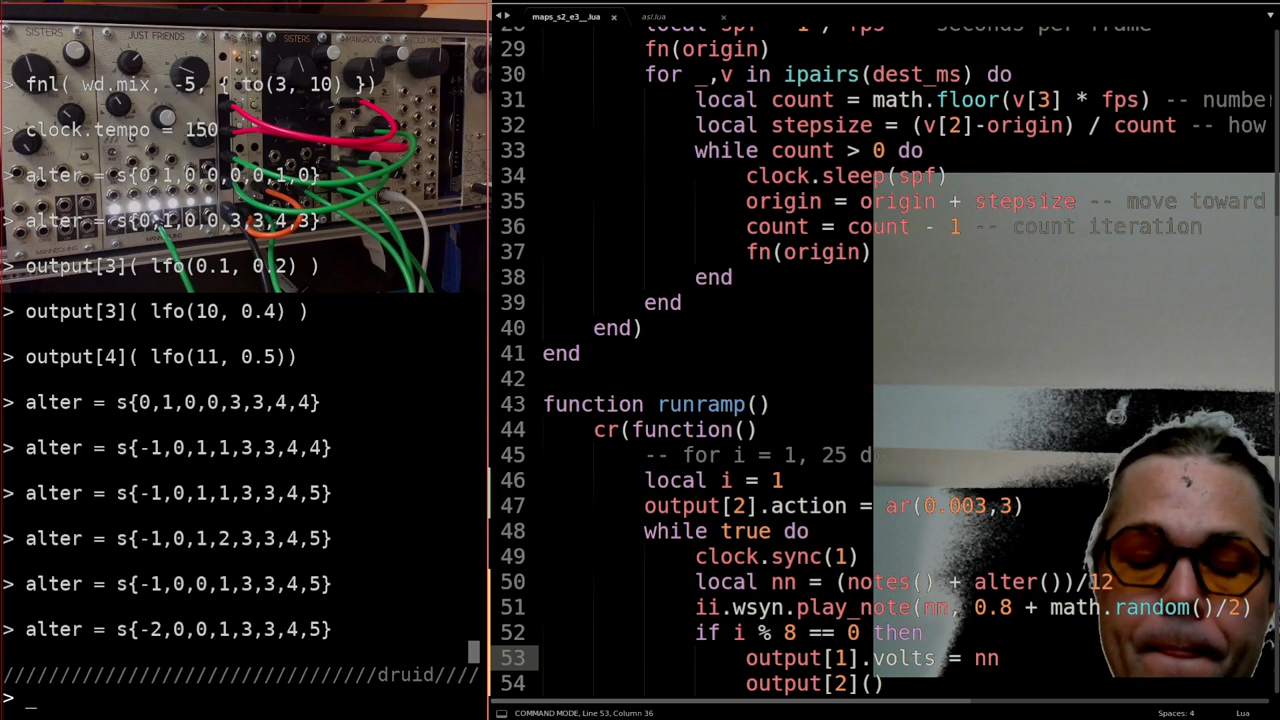 SISTERS
JUST FRIENDS
SISTERS
MANGROVE
COLD MAC
> fnl( wd.mix, -5, { to(3, 10) })
> clock.tempo = 150
> alter = s{0,1,0,0,0,0,1,0}
> alter = s{0,1,0,0,3,3,4,3}
> output[3]( lfo(0.1, 0.2) )
> output[3]( lfo(10, 0.4) )
> output[4]( lfo(11, 0.5))
> alter = s{0,1,0,0,3,3,4,4}
> alter = s{-1,0,1,1,3,3,4,4}
> alter = s{-1,0,1,1,3,3,4,5}
> alter = s{-1,0,1,2,3,3,4,5}
> alter = s{-1,0,0,1,3,3,4,5}
> alter = s{-2,0,0,1,3,3,4,5}
////////////////////////////////druid////
> _
maps_s2_e3__.lua × asl.lua ×
29 fn(origin)
30 for _,v in ipairs(dest_ms) do
31 local count = math.floor(v[3] * fps) -- numbe
32 local stepsize = (v[2]-origin) / count -- how
33 while count > 0 do
34 clock.sleep(spf)
35 origin = origin + stepsize -- move toward
36 count = count - 1 -- count iteration
37 fn(origin)
38 end
39 end
40 end)
41 end
42
43 function runramp()
44 cr(function()
45 -- for i = 1, 25 do
46 local i = 1
47 output[2].action = ar(0.003,3)
48 while true do
49 clock.sync(1)
50 local nn = (notes() + alter())/12
51 ii.wsyn.play_note(nn, 0.8 + math.random()/2)
52 if i % 8 == 0 then
53 output[1].volts = nn
54 output[2]()
COMMAND MODE, Line 53, Column 36 Spaces: 4 Lua